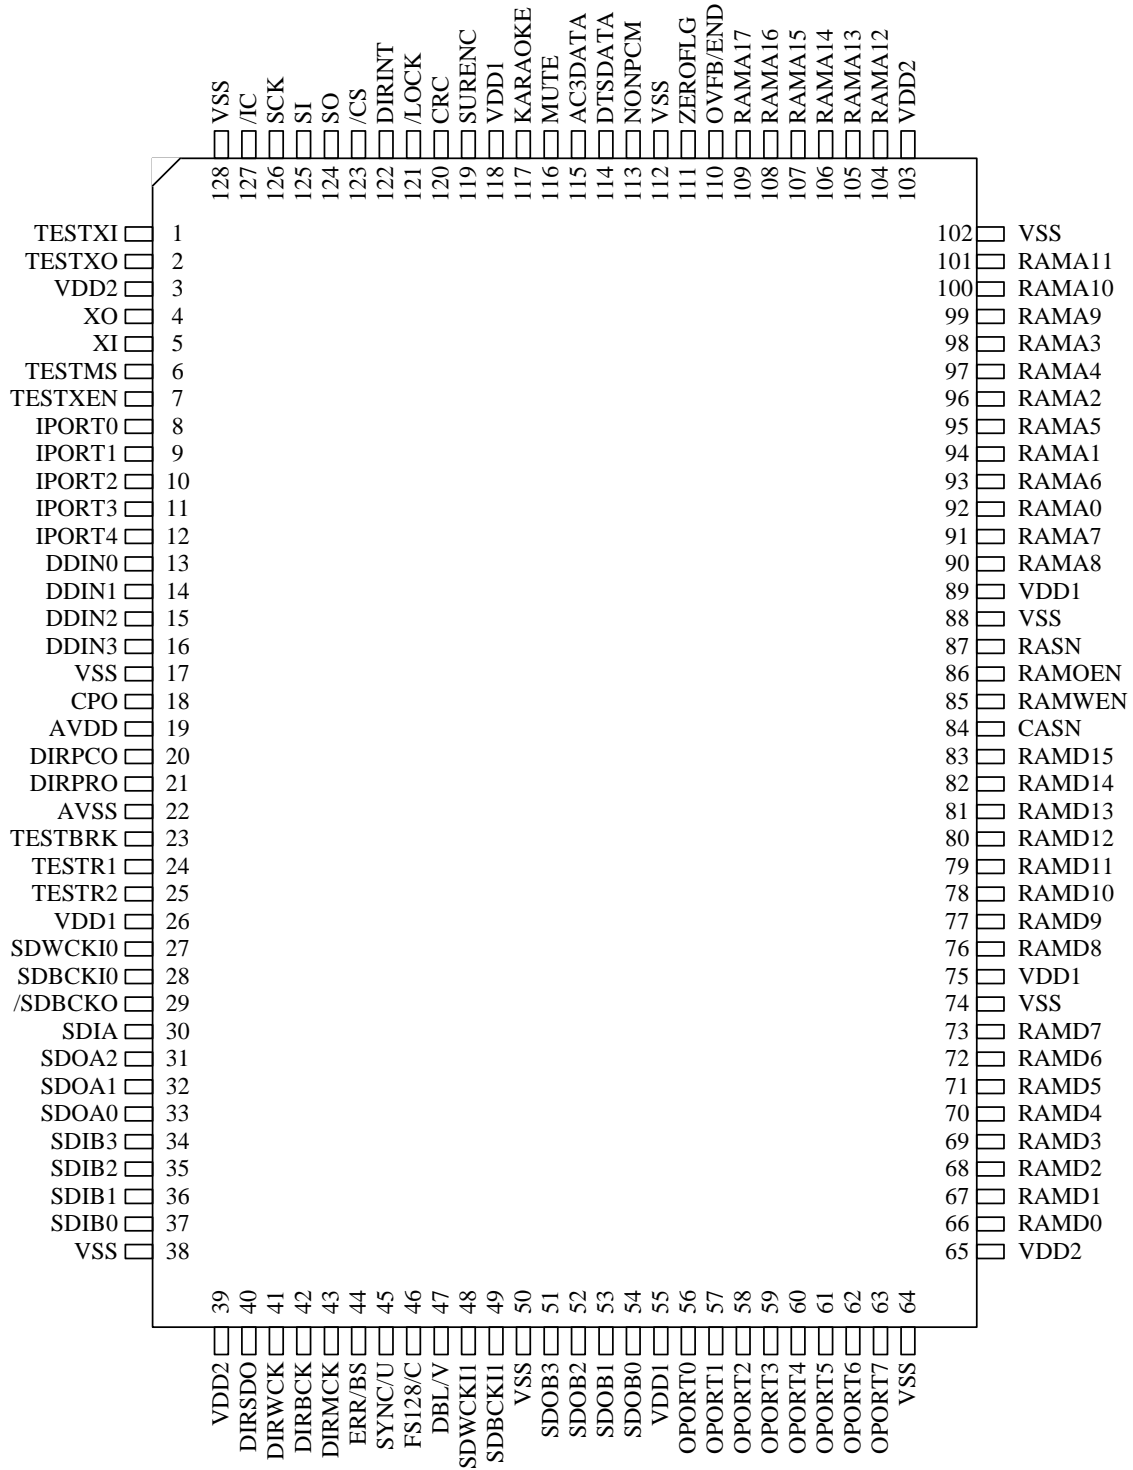 VSS
/IC
SCK
SI
SO
/CS
DIRINT
/LOCK
CRC
SURENC
VDD1
KARAOKE
MUTE
AC3DATA
DTSDATA
NONPCM
VSS
ZEROFLG
OVFB/END
RAMA17
RAMA16
RAMA15
RAMA14
RAMA13
RAMA12
VDD2
128
127
126
125
124
123
122
121
120
119
118
117
116
115
114
113
112
111
110
109
108
107
106
105
104
103
TESTXI 1
TESTXO 2
VDD2 3
XO 4
XI 5
TESTMS 6
TESTXEN 7
IPORT0 8
IPORT1 9
IPORT2 10
IPORT3 11
IPORT4 12
DDIN0 13
DDIN1 14
DDIN2 15
DDIN3 16
VSS 17
CPO 18
AVDD 19
DIRPCO 20
DIRPRO 21
AVSS 22
TESTBRK 23
TESTR1 24
TESTR2 25
VDD1 26
SDWCKI0 27
SDBCKI0 28
/SDBCKO 29
SDIA 30
SDOA2 31
SDOA1 32
SDOA0 33
SDIB3 34
SDIB2 35
SDIB1 36
SDIB0 37
VSS 38
102 VSS
101 RAMA11
100 RAMA10
99 RAMA9
98 RAMA3
97 RAMA4
96 RAMA2
95 RAMA5
94 RAMA1
93 RAMA6
92 RAMA0
91 RAMA7
90 RAMA8
89 VDD1
88 VSS
87 RASN
86 RAMOEN
85 RAMWEN
84 CASN
83 RAMD15
82 RAMD14
81 RAMD13
80 RAMD12
79 RAMD11
78 RAMD10
77 RAMD9
76 RAMD8
75 VDD1
74 VSS
73 RAMD7
72 RAMD6
71 RAMD5
70 RAMD4
69 RAMD3
68 RAMD2
67 RAMD1
66 RAMD0
65 VDD2
39
40
41
42
43
44
45
46
47
48
49
50
51
52
53
54
55
56
57
58
59
60
61
62
63
64
VDD2
DIRSDO
DIRWCK
DIRBCK
DIRMCK
ERR/BS
SYNC/U
FS128/C
DBL/V
SDWCKI1
SDBCKI1
VSS
SDOB3
SDOB2
SDOB1
SDOB0
VDD1
OPORT0
OPORT1
OPORT2
OPORT3
OPORT4
OPORT5
OPORT6
OPORT7
VSS